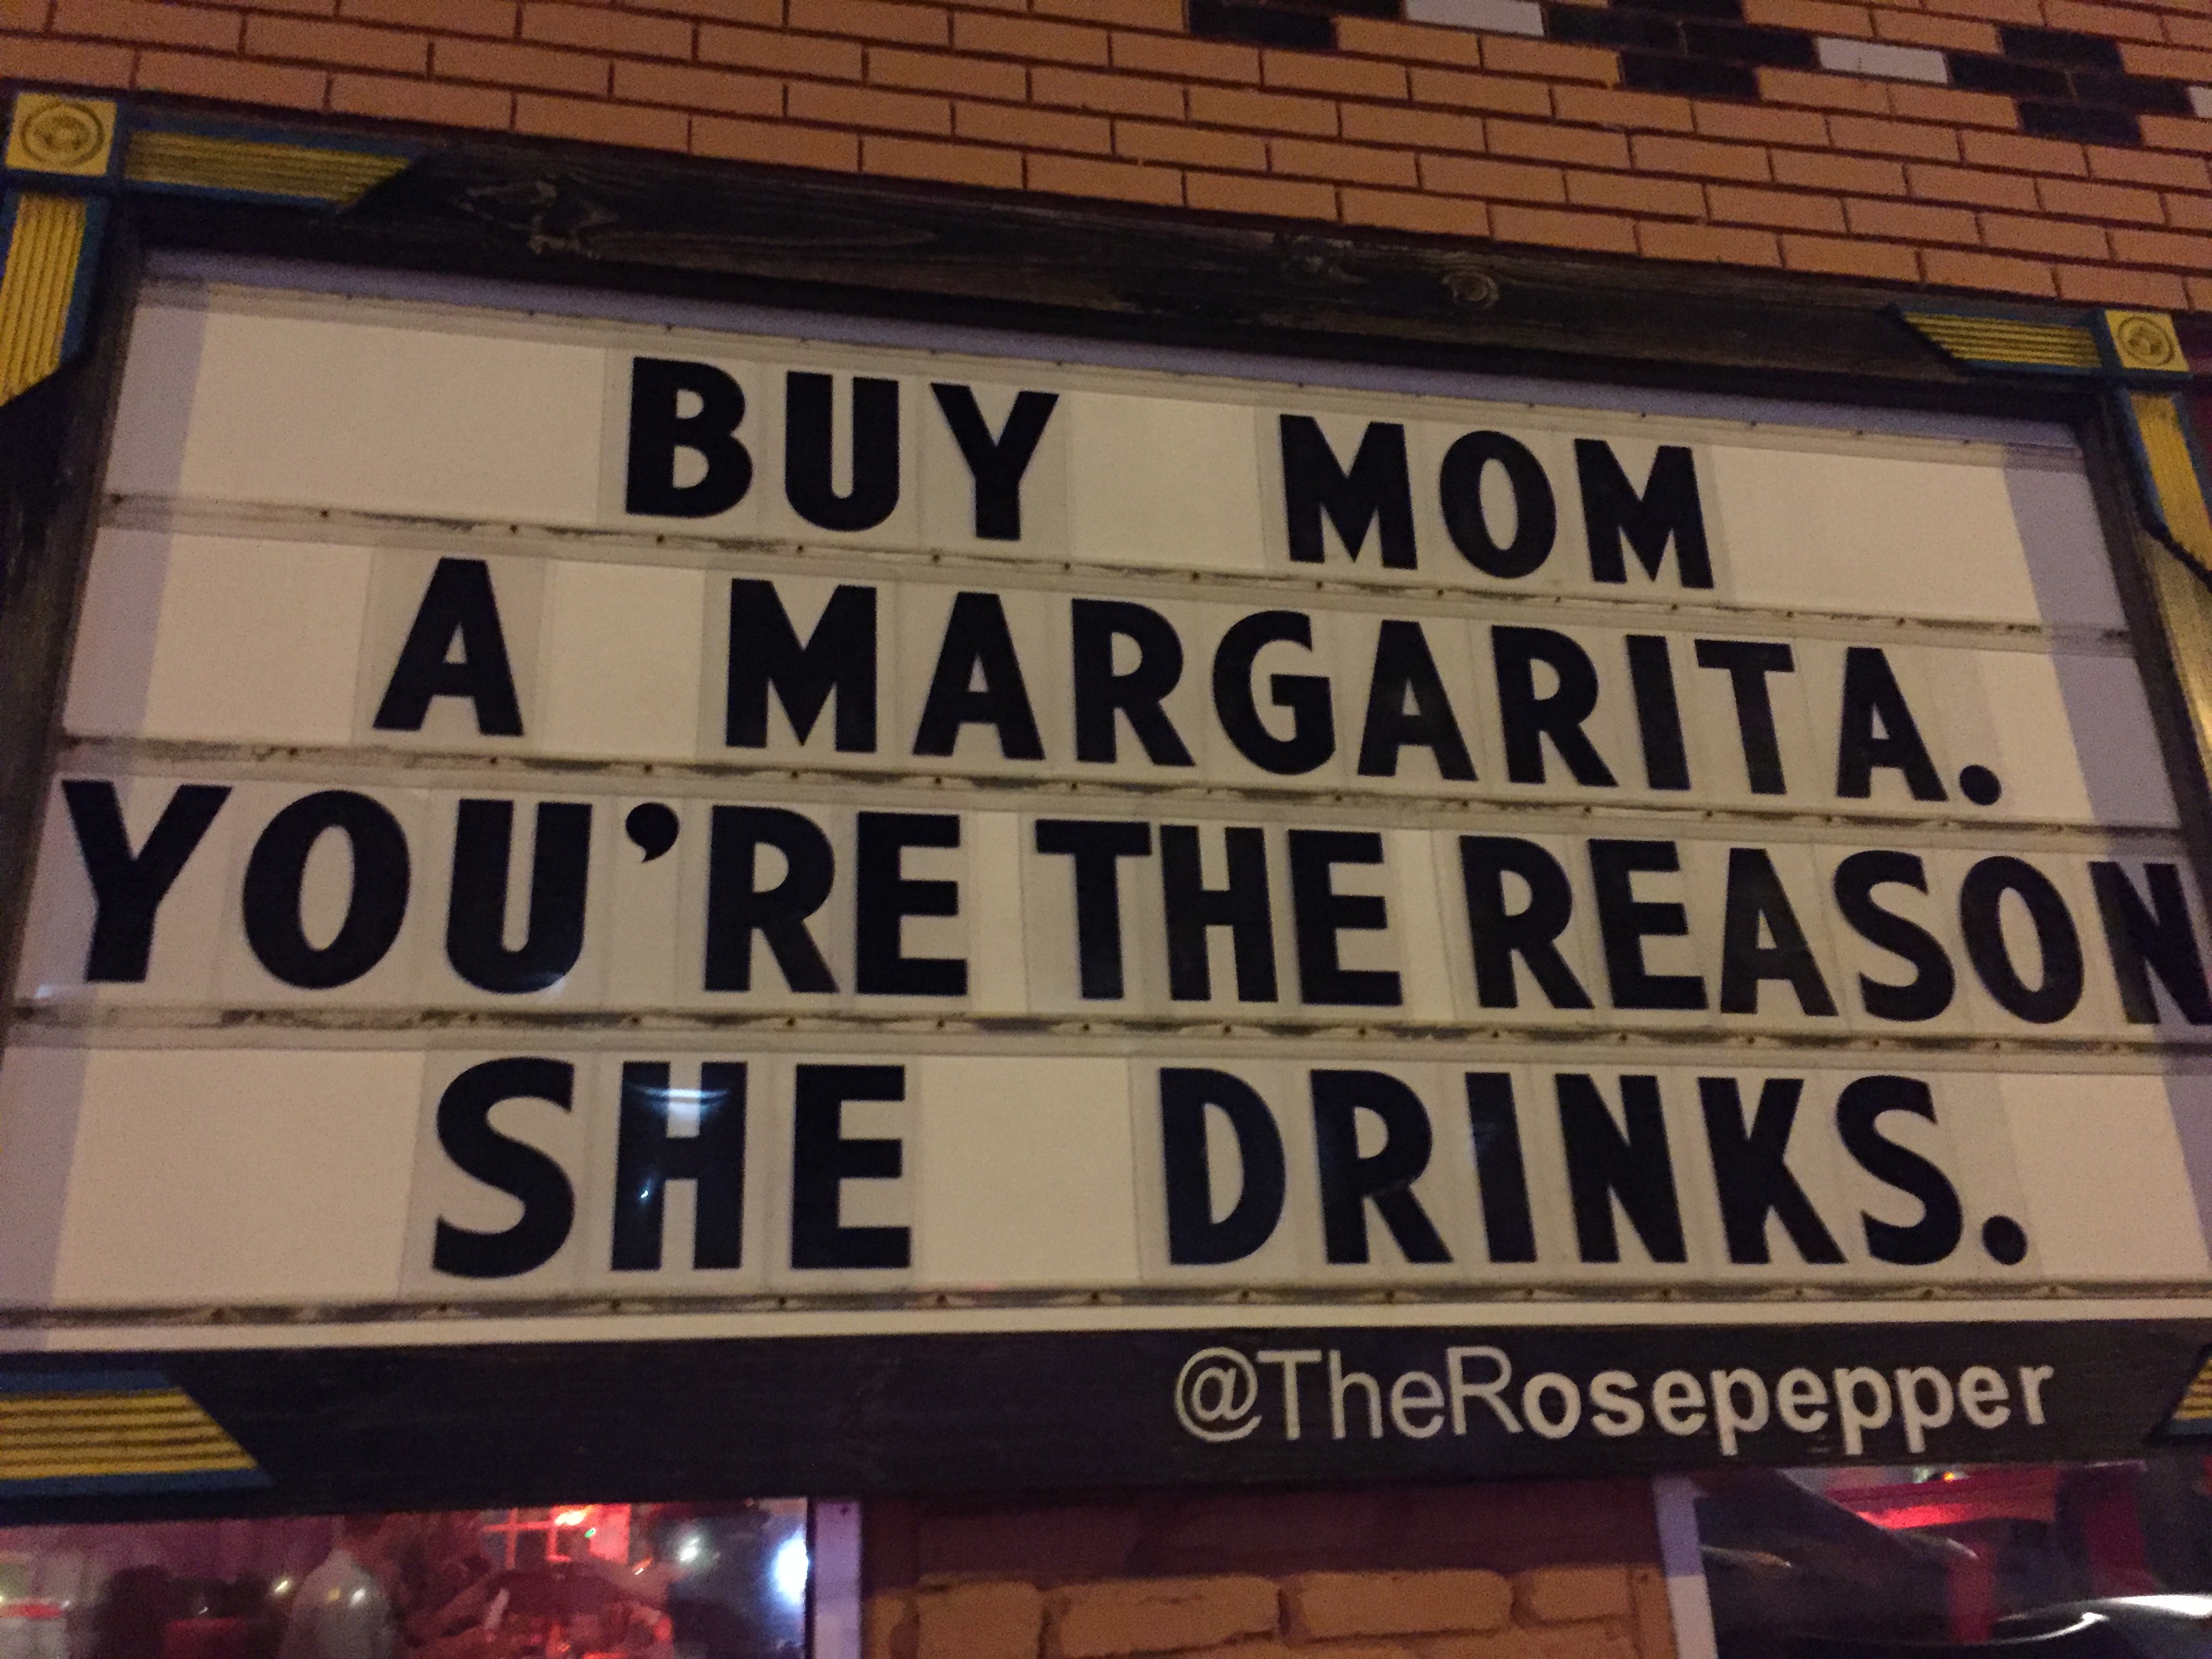 BUY MOM
A MARGARITA.
YOU'RE THE REASON
SHE DRINKS.
@TheRosepepper